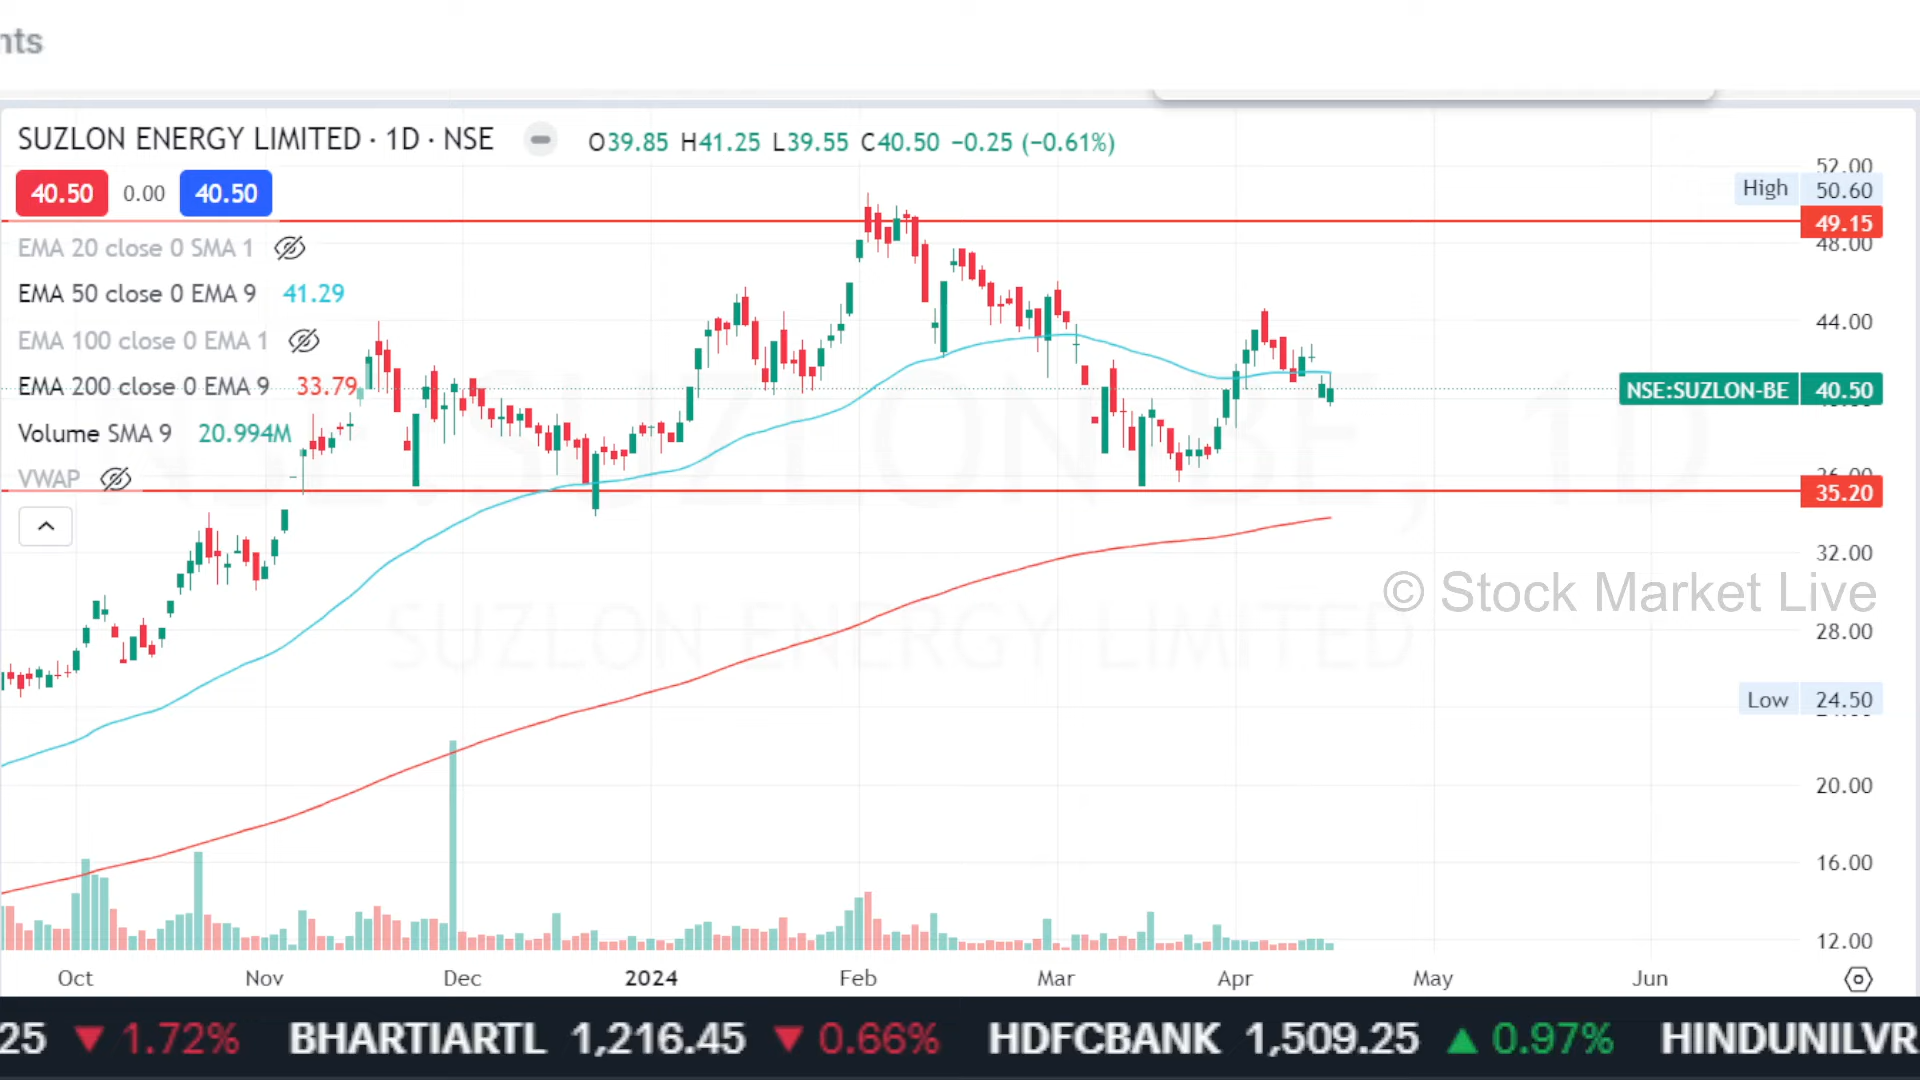 nts
SUZLON ENERGY LIMITED · 1D · NSE O39.85 H41.25 L39.55 C40.50 −0.25 (−0.61%)
40.50 0.00 40.50
EMA 20 close 0 SMA 1
EMA 50 close 0 EMA 9 41.29
EMA 100 close 0 EMA 1
EMA 200 close 0 EMA 9 33.79
Volume SMA 9 20.994M
VWAP
52.00
High 50.60
49.15
48.00
44.00
NSE:SUZLON-BE 40.50
36.00
35.20
32.00
© Stock Market Live
28.00
SUZLON ENERGY LIMITED
Low 24.50
20.00
16.00
12.00
Oct Nov Dec 2024 Feb Mar Apr May Jun
25 ▼ 1.72% BHARTIARTL 1,216.45 ▼ 0.66% HDFCBANK 1,509.25 ▲ 0.97% HINDUNILVR